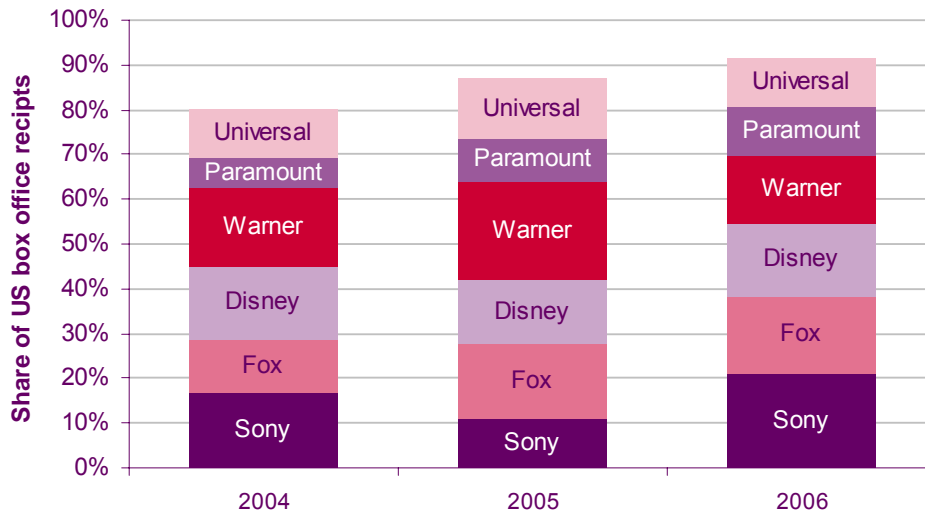 Share of US box office recipts
100%
90%
80%
70%
60%
50%
40%
30%
20%
10%
0%
Universal
Paramount
Warner
Disney
Fox
Sony
Universal
Paramount
Warner
Disney
Fox
Sony
Universal
Paramount
Warner
Disney
Fox
Sony
2004
2005
2006